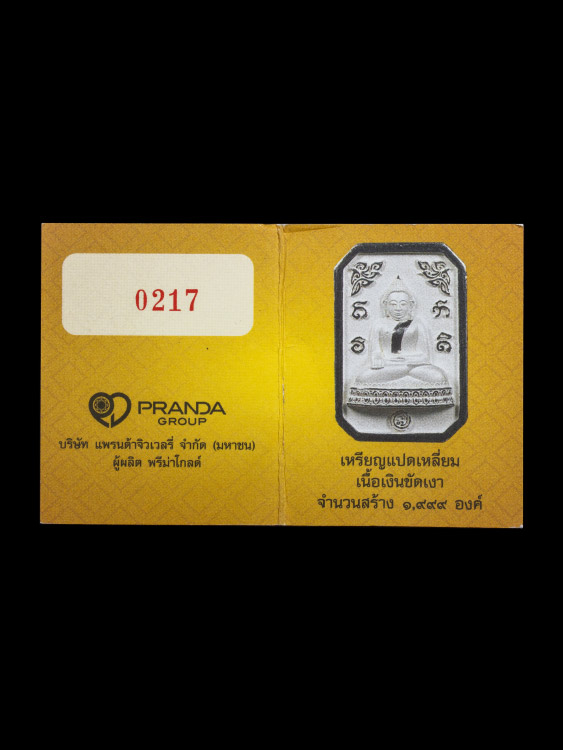 0217
PRANDA
GROUP
บริษัท แพรนด้าจิวเวลรี่ จำกัด (มหาชน)
ผู้ผลิต พรีม่าโกลด์
เหรียญแปดเหลี่ยม
เนื้อเงินขัดเงา
จำนวนสร้าง ๑,๙๙๙ องค์